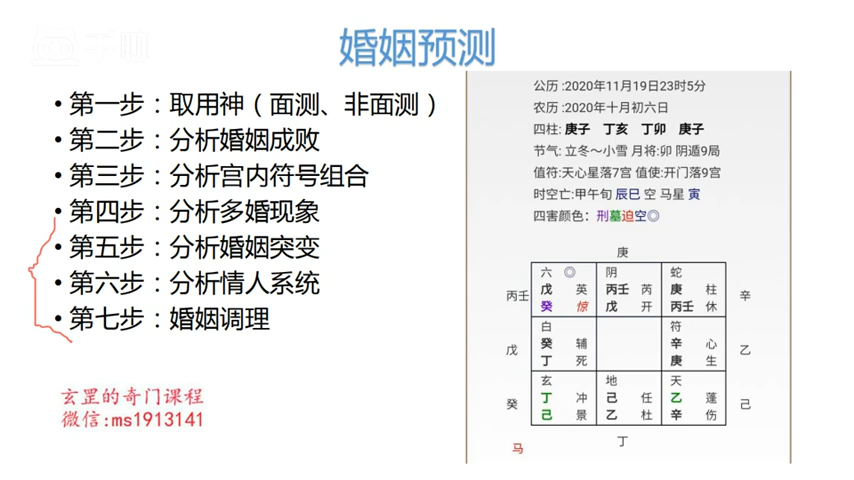 千聊
婚姻预测
• 第一步：取用神（面测、非面测）
• 第二步：分析婚姻成败
• 第三步：分析宫内符号组合
• 第四步：分析多婚现象
• 第五步：分析婚姻突变
• 第六步：分析情人系统
• 第七步：婚姻调理
玄罡的奇门课程
微信:ms1913141
公历 :2020年11月19日23时5分
农历 :2020年十月初六日
四柱: 庚子 丁亥 丁卯 庚子
节气: 立冬～小雪 月将:卯 阴遁9局
值符:天心星落7宫 值使:开门落9宫
时空亡:甲午旬 辰巳 空 马星 寅
四害颜色: 刑墓迫空◎
庚
六 ◎ 阴 蛇
丙壬 戊 英 丙壬 芮 庚 柱 辛
癸 惊 戊 开 丙壬 休
白 符
戊 癸 辅 辛 心 乙
丁 死 庚 生
玄 地 天
癸 丁 冲 己 任 乙 蓬 己
己 景 乙 杜 辛 伤
马 丁